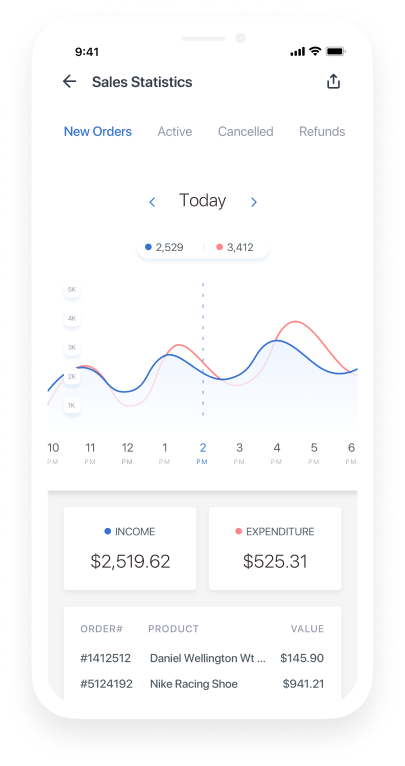 9:41
Sales Statistics
New Orders Active Cancelled Refunds
Today
2,529 3,412
5K
4K
3K
2K
1K
10 11 12 1 2 3 4 5 6
PM PM PM PM PM PM PM PM PM
INCOME EXPENDITURE
$2,519.62 $525.31
ORDER# PRODUCT VALUE
#1412512 Daniel Wellington Wt ... $145.90
#5124192 Nike Racing Shoe $941.21